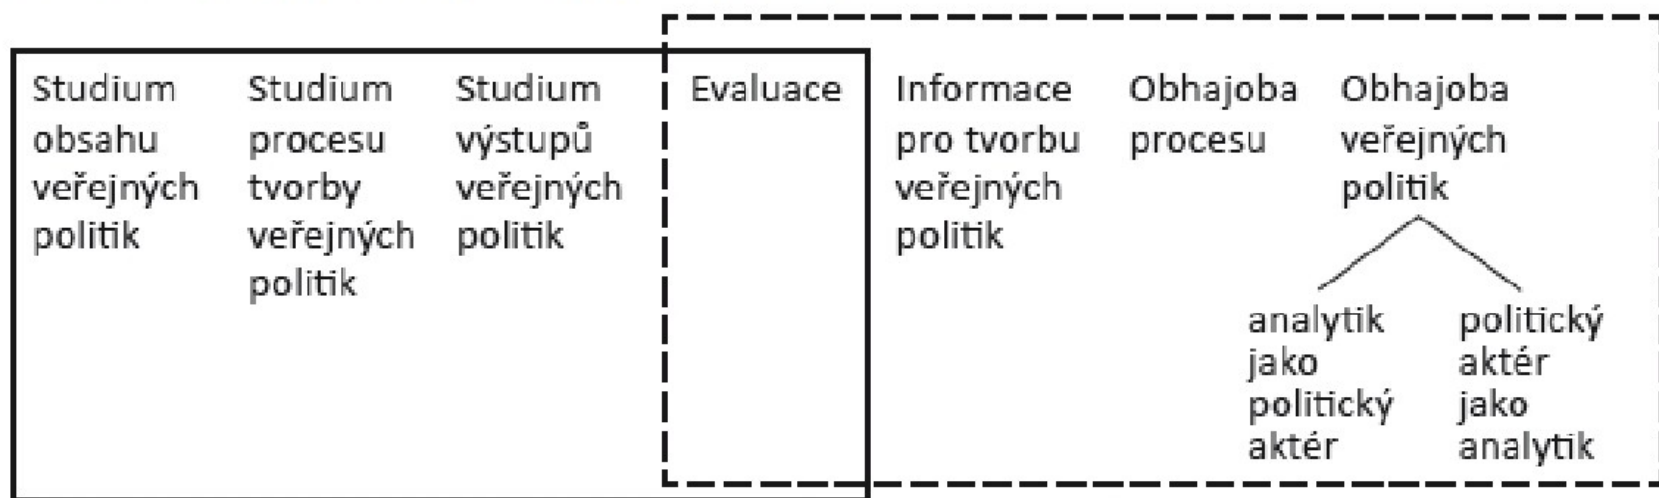 Studium
obsahu
veřejných
politik
Studium
procesu
tvorby
veřejných
politik
Studium
výstupů
veřejných
politik
Evaluace
Informace
pro tvorbu
veřejných
politik
Obhajoba
procesu
Obhajoba
veřejných
politik
analytik
jako
politický
aktér
politický
aktér
jako
analytik